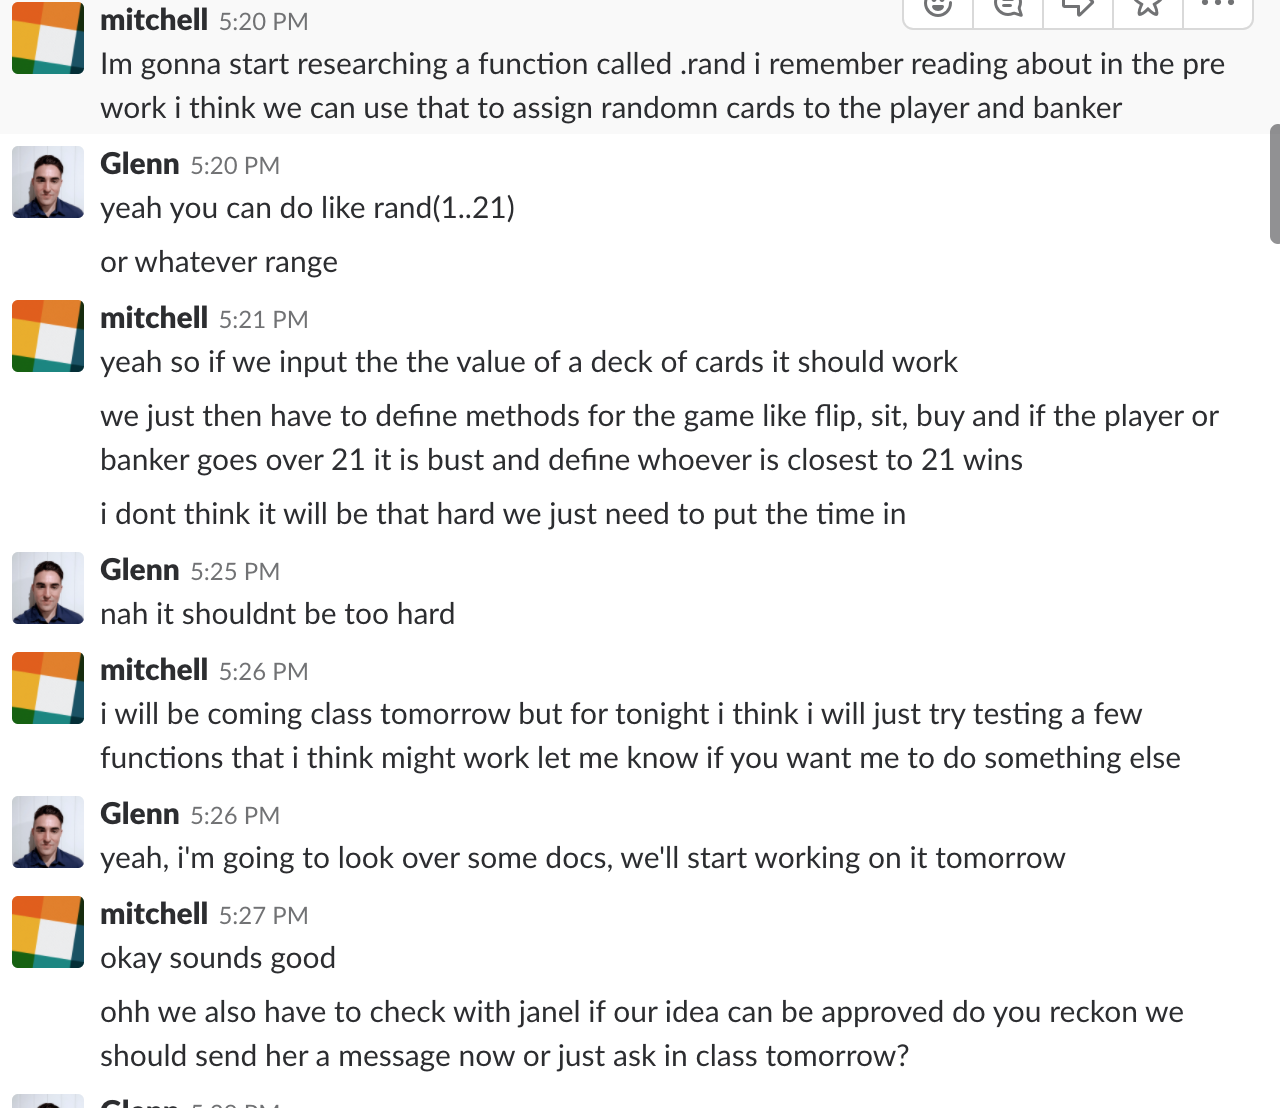 mitchell 5:20 PM
Im gonna start researching a function called .rand i remember reading about in the pre
work i think we can use that to assign randomn cards to the player and banker
Glenn 5:20 PM
yeah you can do like rand(1..21)
or whatever range
mitchell 5:21 PM
yeah so if we input the the value of a deck of cards it should work
we just then have to define methods for the game like flip, sit, buy and if the player or
banker goes over 21 it is bust and define whoever is closest to 21 wins
i dont think it will be that hard we just need to put the time in
Glenn 5:25 PM
nah it shouldnt be too hard
mitchell 5:26 PM
i will be coming class tomorrow but for tonight i think i will just try testing a few
functions that i think might work let me know if you want me to do something else
Glenn 5:26 PM
yeah, i'm going to look over some docs, we'll start working on it tomorrow
mitchell 5:27 PM
okay sounds good
ohh we also have to check with janel if our idea can be approved do you reckon we
should send her a message now or just ask in class tomorrow?
Glenn